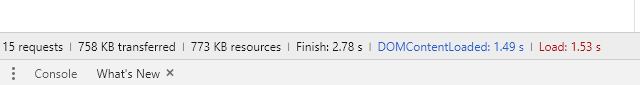 15 requests | 758 KB transferred | 773 KB resources | Finish: 2.78 s | DOMContentLoaded: 1.49 s | Load: 1.53 s
Console What's New ×